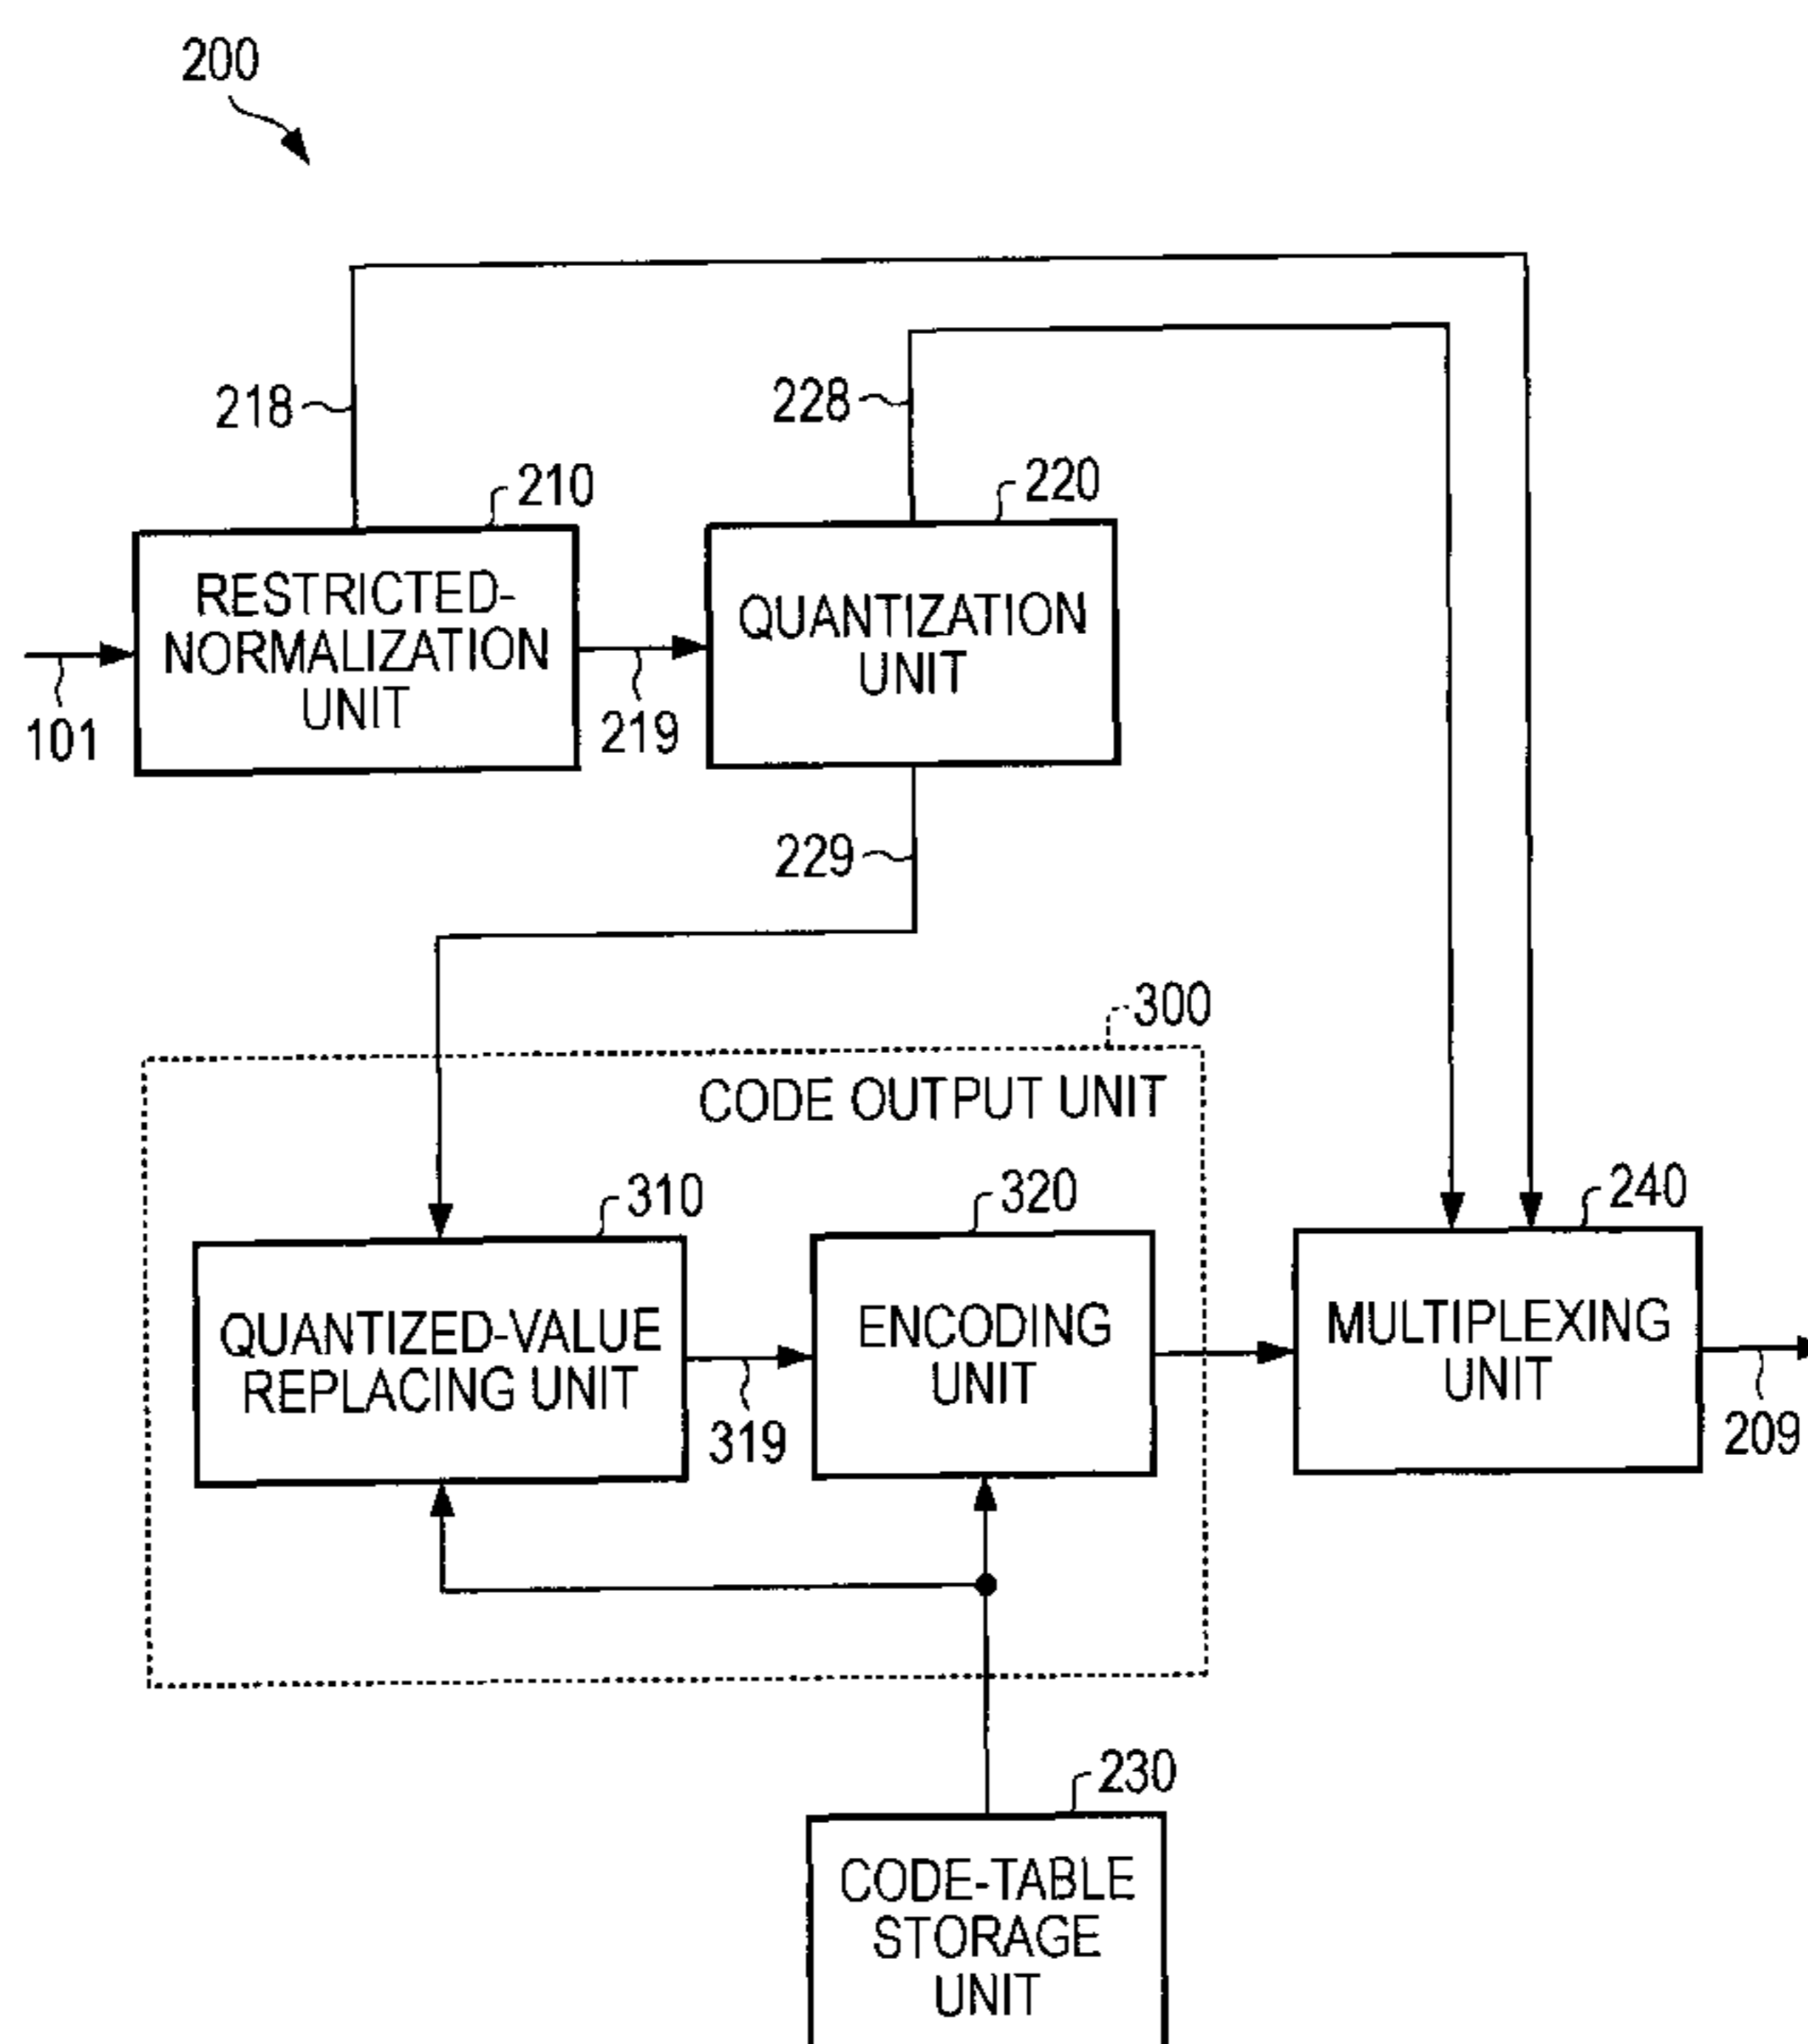 200
218
228
210
220
RESTRICTED-
NORMALIZATION
UNIT
QUANTIZATION
UNIT
101
219
229
300
CODE OUTPUT UNIT
310
320
240
QUANTIZED-VALUE
REPLACING UNIT
ENCODING
UNIT
MULTIPLEXING
UNIT
319
209
230
CODE-TABLE
STORAGE
UNIT